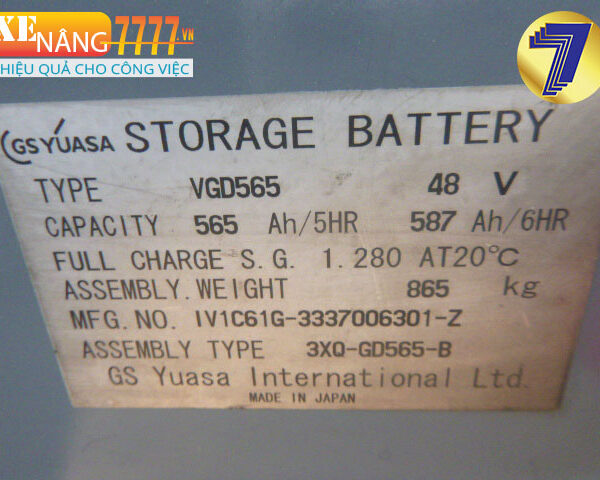 XE
NÂNG7777.VN
HIỆU QUẢ CHO CÔNG VIỆC
7
GS YUASA STORAGE BATTERY
TYPE VGD565 48 V
CAPACITY 565 Ah/5HR 587 Ah/6HR
FULL CHARGE S.G. 1.280 AT20°C
ASSEMBLY.WEIGHT 865 kg
MFG.NO. IV1C61G-3337006301-Z
ASSEMBLY TYPE 3XQ-GD565-B
GS Yuasa International Ltd.
MADE IN JAPAN